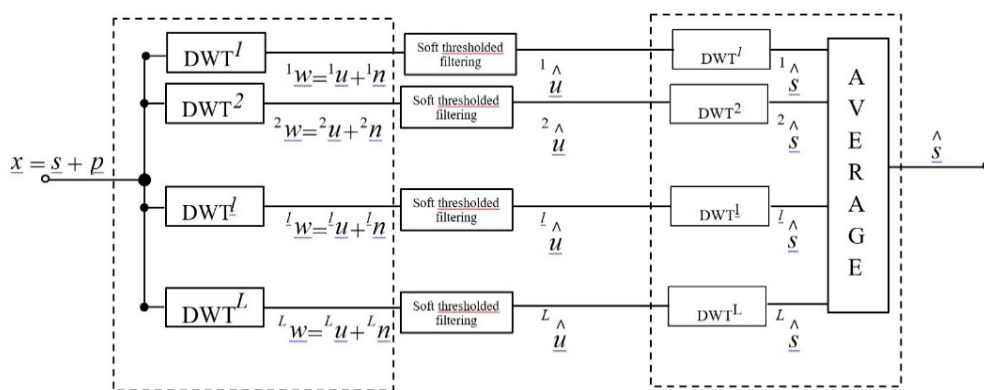 DWT¹ Soft thresholded filtering DWTˡ A
¹w=¹u+¹n ¹û ¹ŝ V
DWT² Soft thresholded filtering DWT² E
²w=²u+²n ²û ²ŝ R
x = s + p ŝ
DWTˡ Soft thresholded filtering DWTˡ A
ˡw=ˡu+ˡn ˡû ˡŝ G
E
DWTᴸ Soft thresholded filtering DWTᴸ
ᴸw=ᴸu+ᴸn ᴸû ᴸŝ